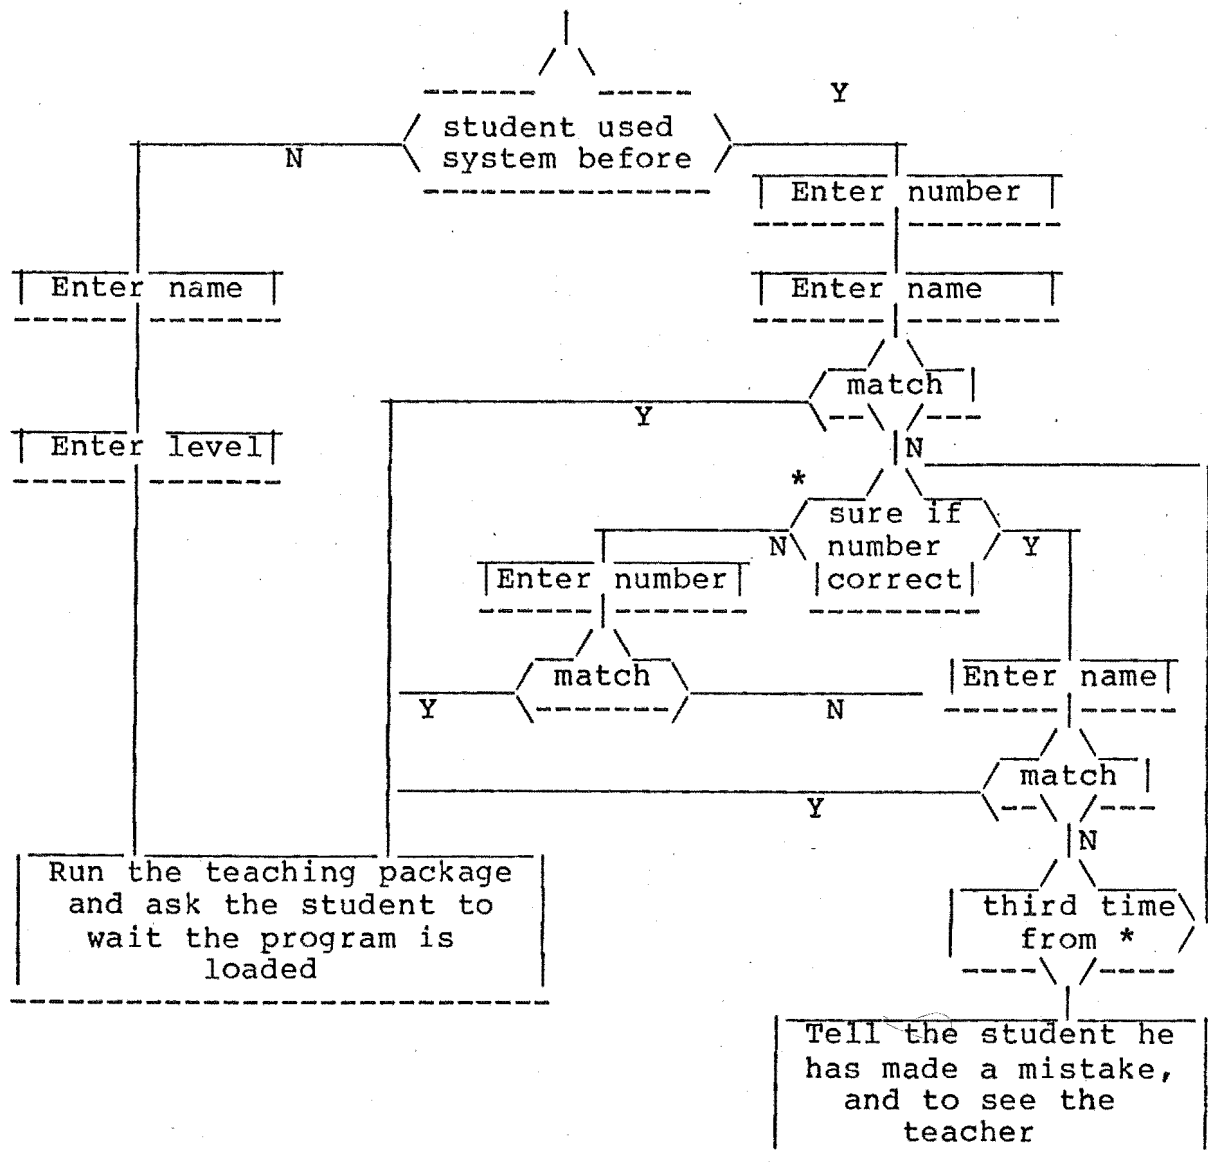 Y
student used
N
system before
Enter number
Enter name
Enter name
match
Y
Enter level
N
*
sure if
N
number
Y
Enter number
correct
match
Enter name
Y
N
match
Y
N
Run the teaching package
and ask the student to
wait the program is
loaded
third time
from *
Tell the student he
has made a mistake,
and to see the
teacher